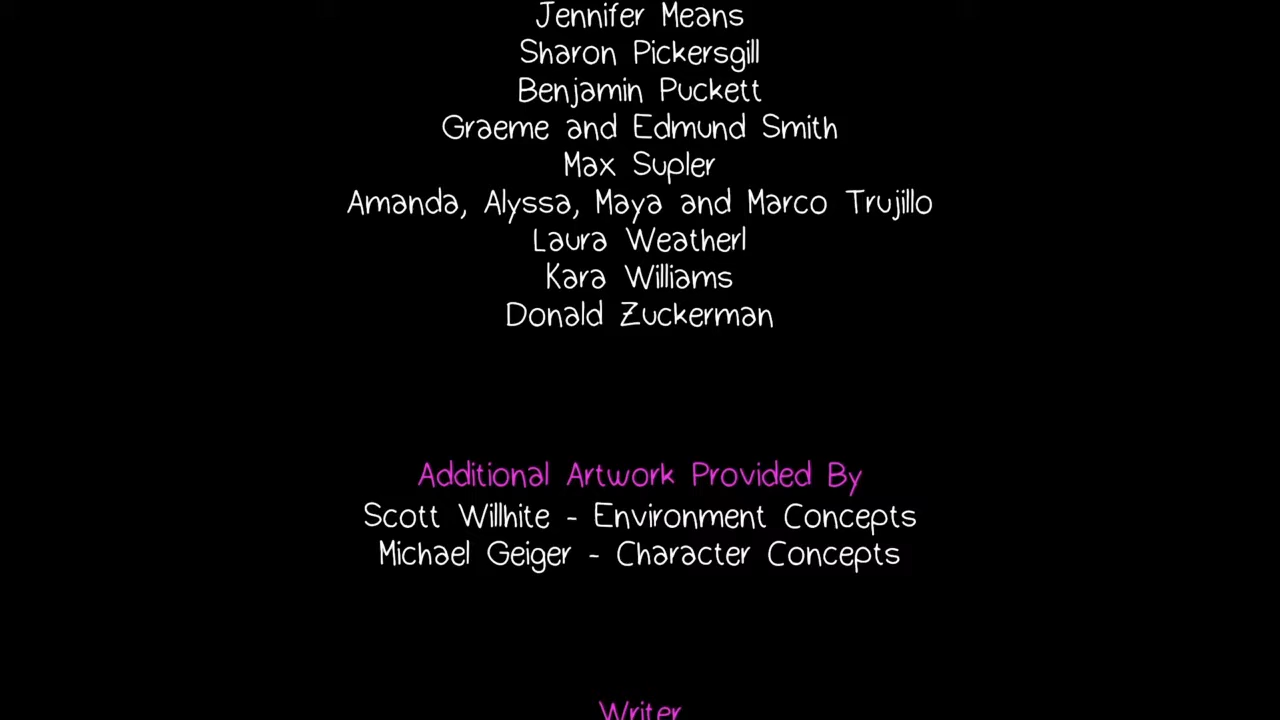 Jennifer Means
Sharon Pickersgill
Benjamin Puckett
Graeme and Edmund Smith
Max Supler
Amanda, Alyssa, Maya and Marco Trujillo
Laura Weatherl
Kara Williams
Donald Zuckerman
Additional Artwork Provided By
Scott Willhite - Environment Concepts
Michael Geiger - Character Concepts
Writer